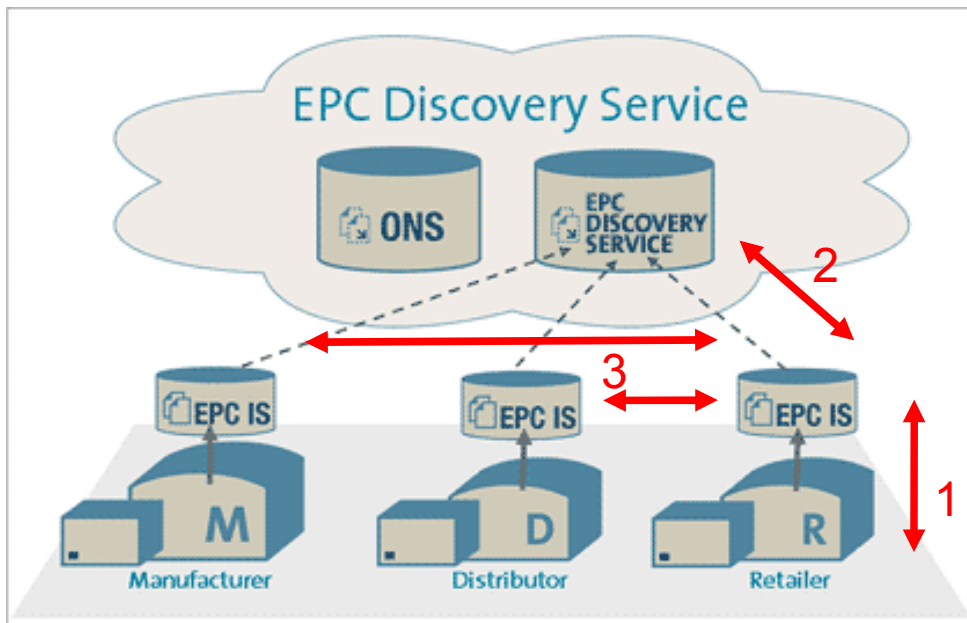 EPC Discovery Service
ONS
EPC
DISCOVERY
SERVICE
2
3
EPC IS
EPC IS
EPC IS
1
M
D
R
Manufacturer
Distributor
Retailer